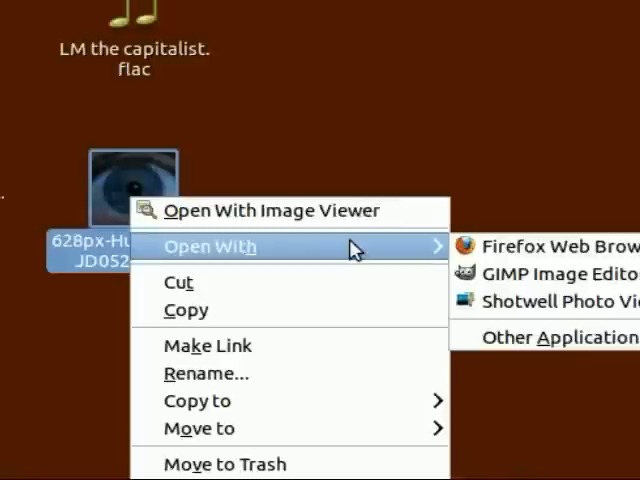 LM the capitalist.
flac
628px-Hu
JD052
Open With Image Viewer
Open With
Cut
Copy
Make Link
Rename...
Copy to
Move to
Move to Trash
Firefox Web Brow
GIMP Image Edito
Shotwell Photo Vi
Other Application